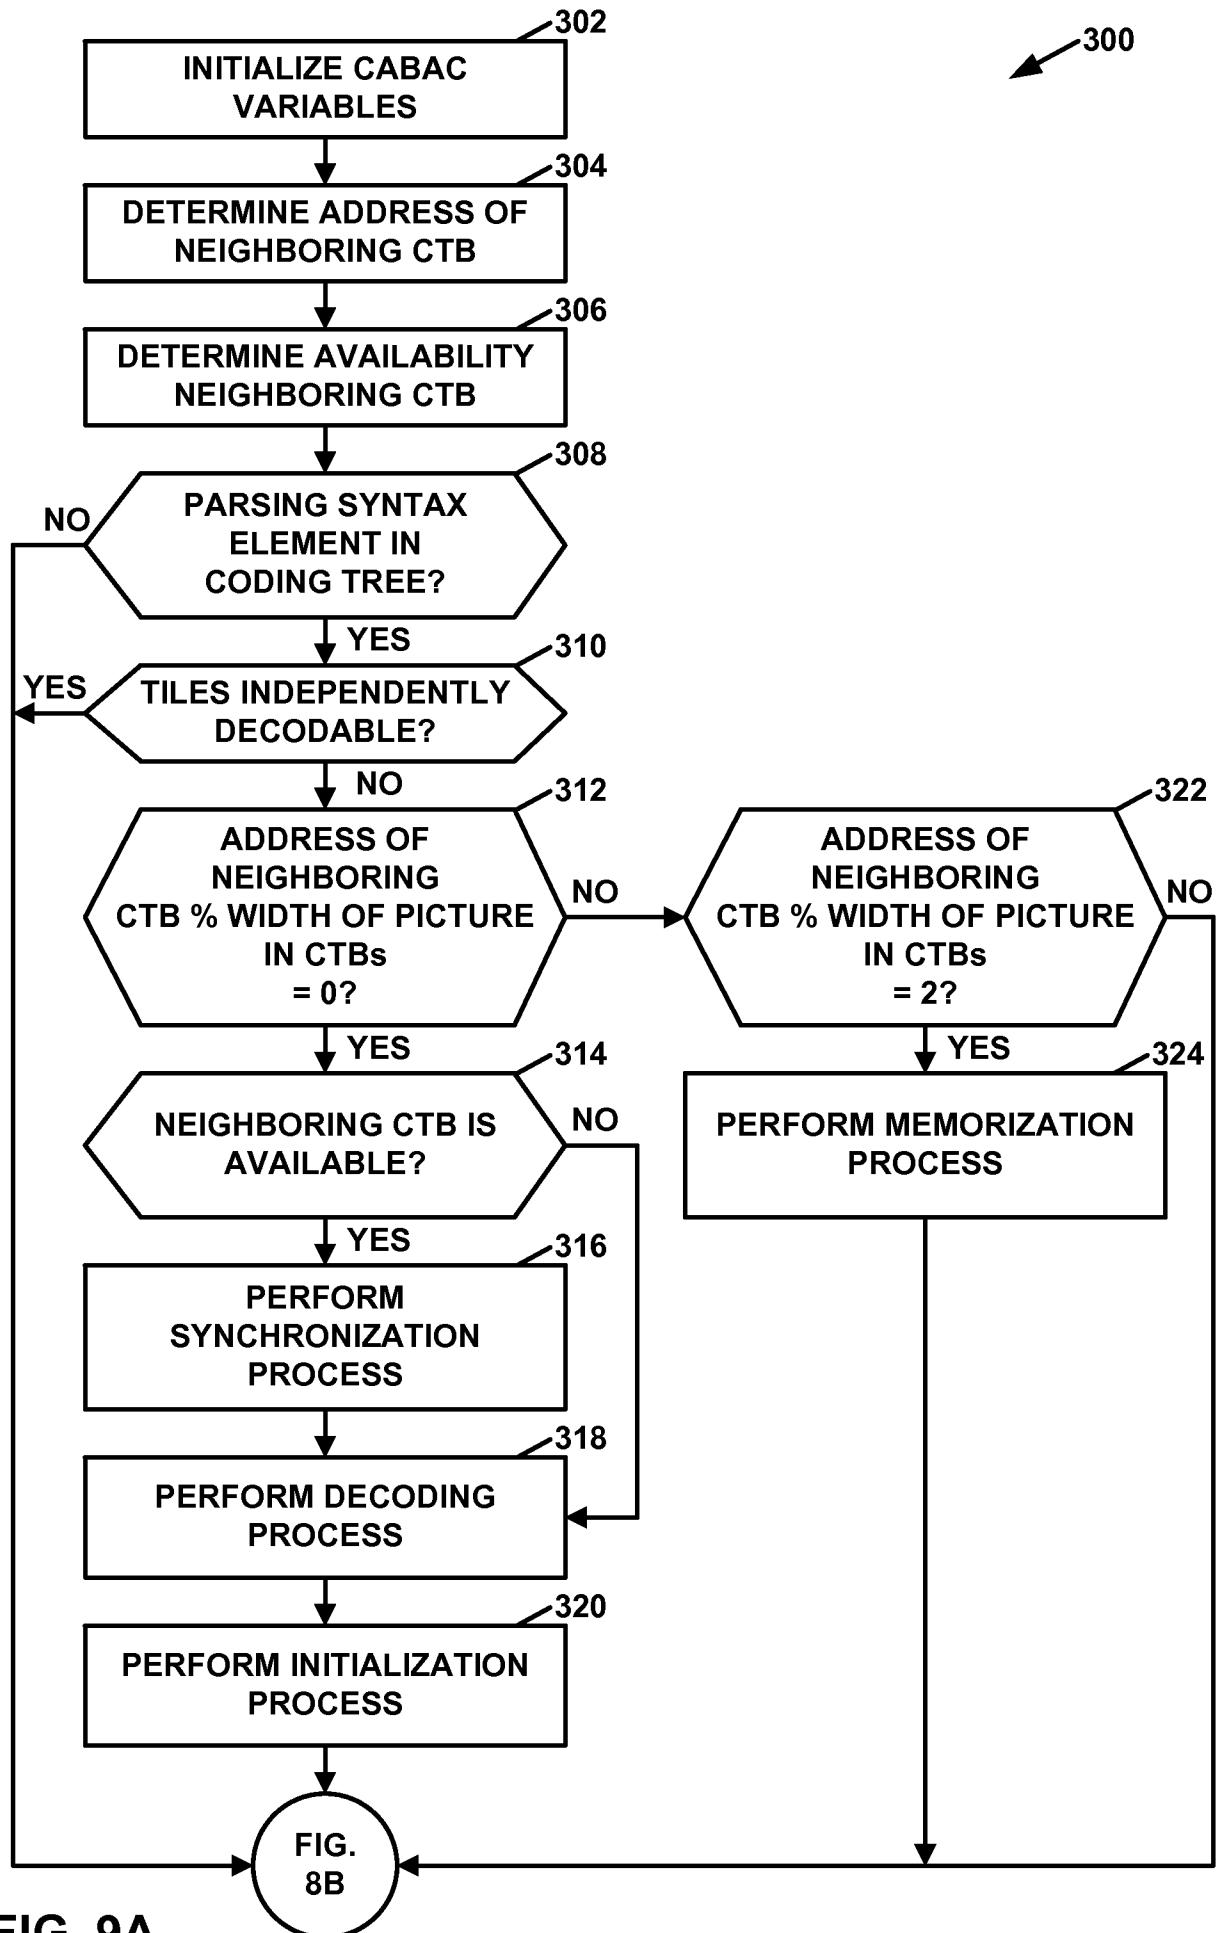 302
300
INITIALIZE CABAC
VARIABLES
304
DETERMINE ADDRESS OF
NEIGHBORING CTB
306
DETERMINE AVAILABILITY
NEIGHBORING CTB
308
NO
PARSING SYNTAX
ELEMENT IN
CODING TREE?
YES
310
YES
TILES INDEPENDENTLY
DECODABLE?
NO
312
322
ADDRESS OF
NEIGHBORING
CTB % WIDTH OF PICTURE
IN CTBs
= 0?
NO
ADDRESS OF
NEIGHBORING
CTB % WIDTH OF PICTURE
IN CTBs
= 2?
NO
YES
314
YES
324
NEIGHBORING CTB IS
AVAILABLE?
NO
PERFORM MEMORIZATION
PROCESS
YES
316
PERFORM
SYNCHRONIZATION
PROCESS
318
PERFORM DECODING
PROCESS
320
PERFORM INITIALIZATION
PROCESS
FIG.
8B
FIG. 9A